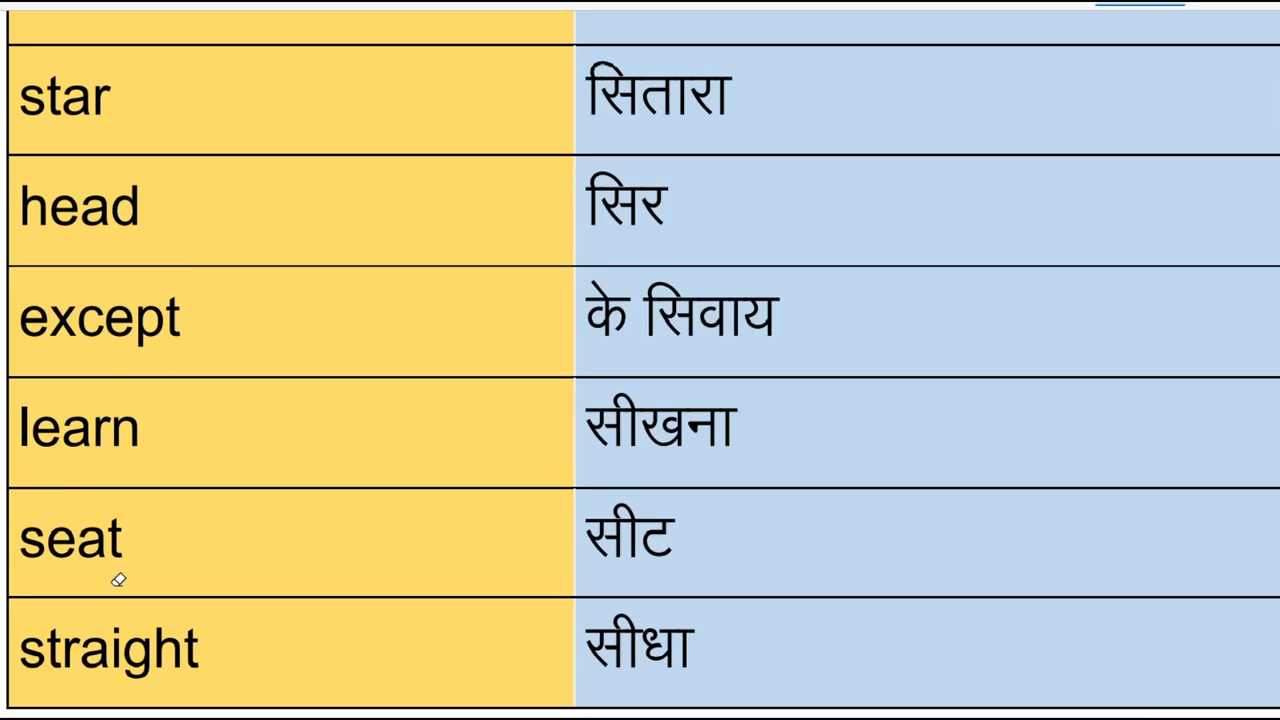 star सितारा
head सिर
except के सिवाय
learn सीखना
seat सीट
straight सीधा